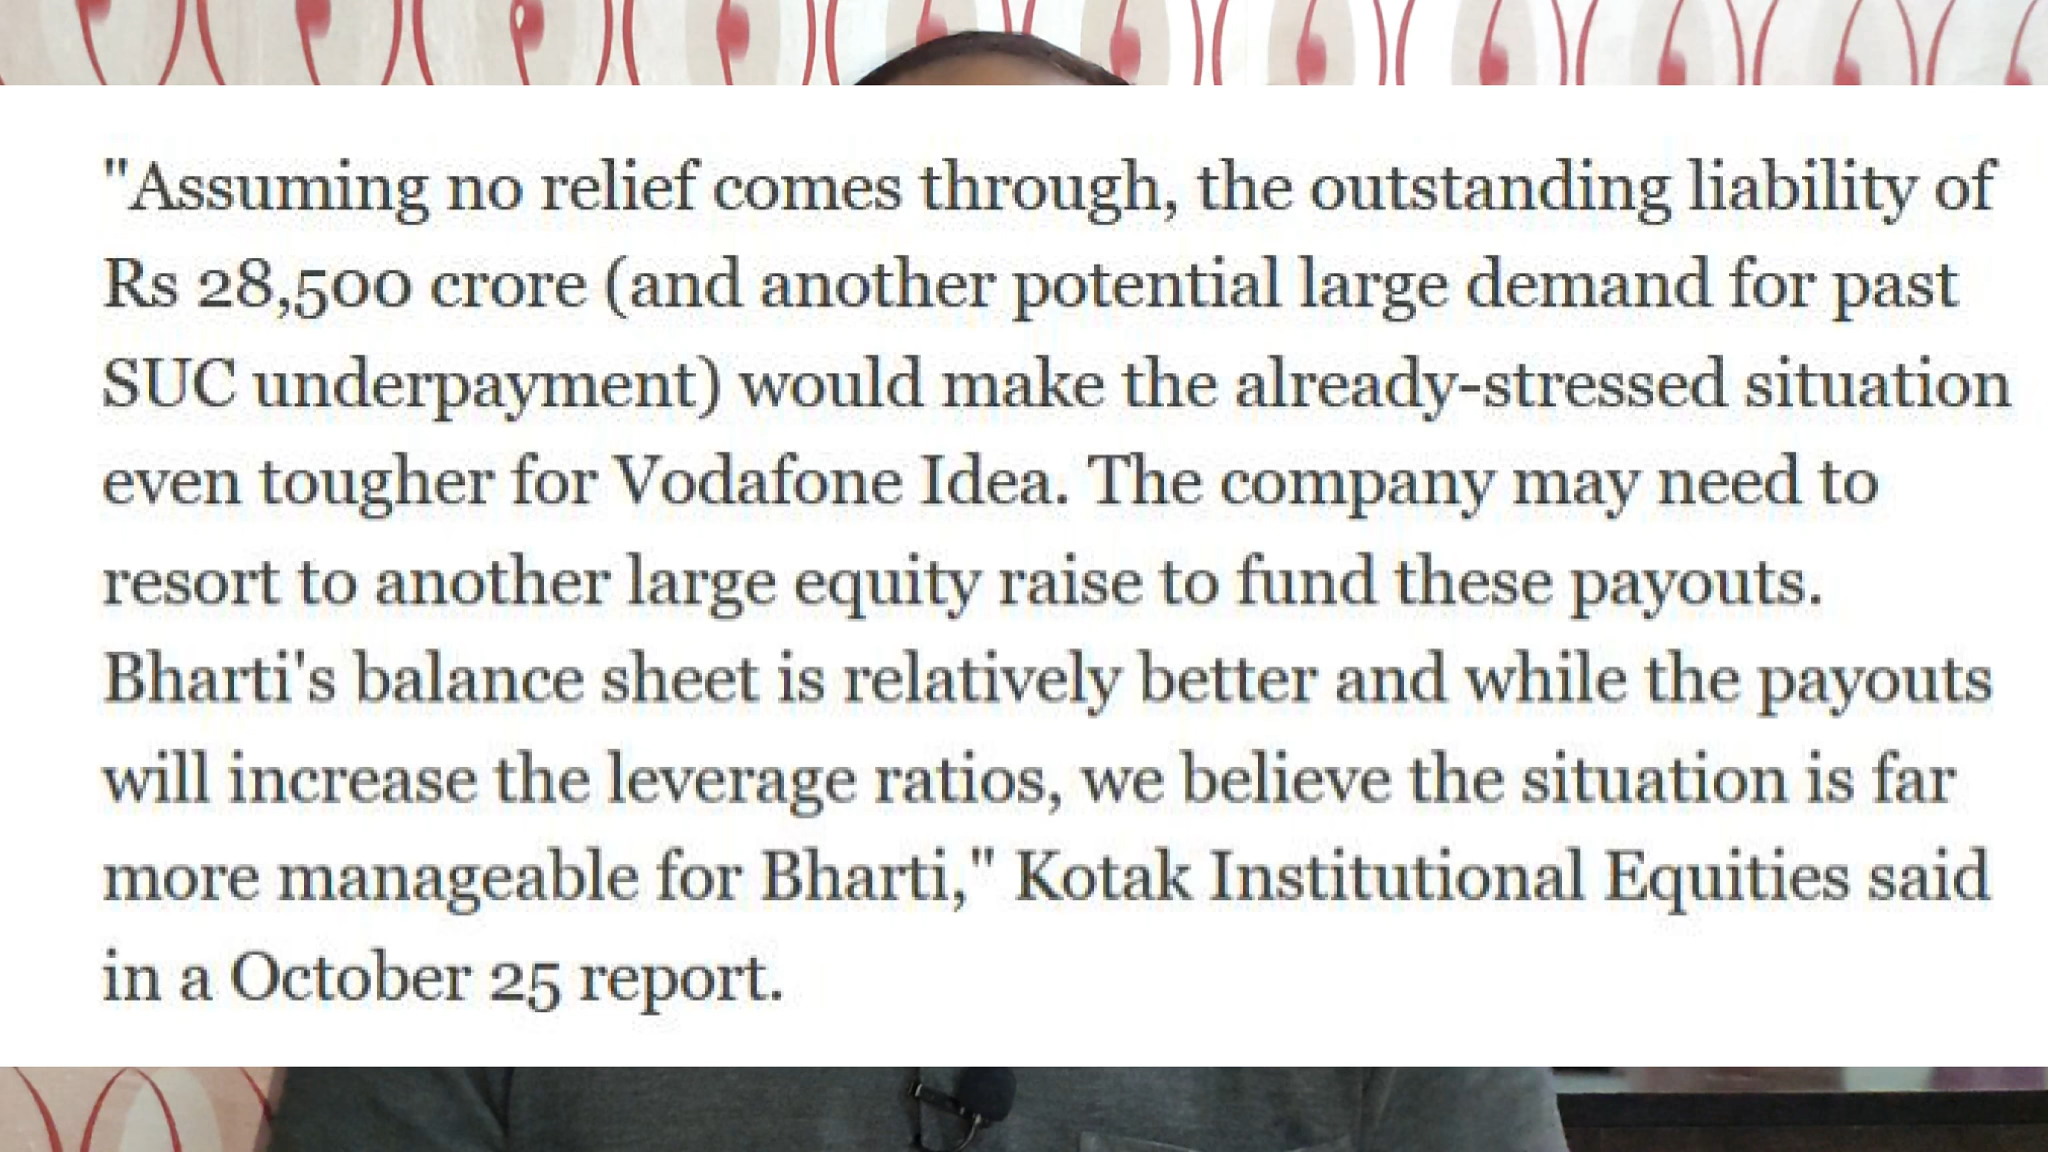 "Assuming no relief comes through, the outstanding liability of
Rs 28,500 crore (and another potential large demand for past
SUC underpayment) would make the already-stressed situation
even tougher for Vodafone Idea. The company may need to
resort to another large equity raise to fund these payouts.
Bharti's balance sheet is relatively better and while the payouts
will increase the leverage ratios, we believe the situation is far
more manageable for Bharti," Kotak Institutional Equities said
in a October 25 report.